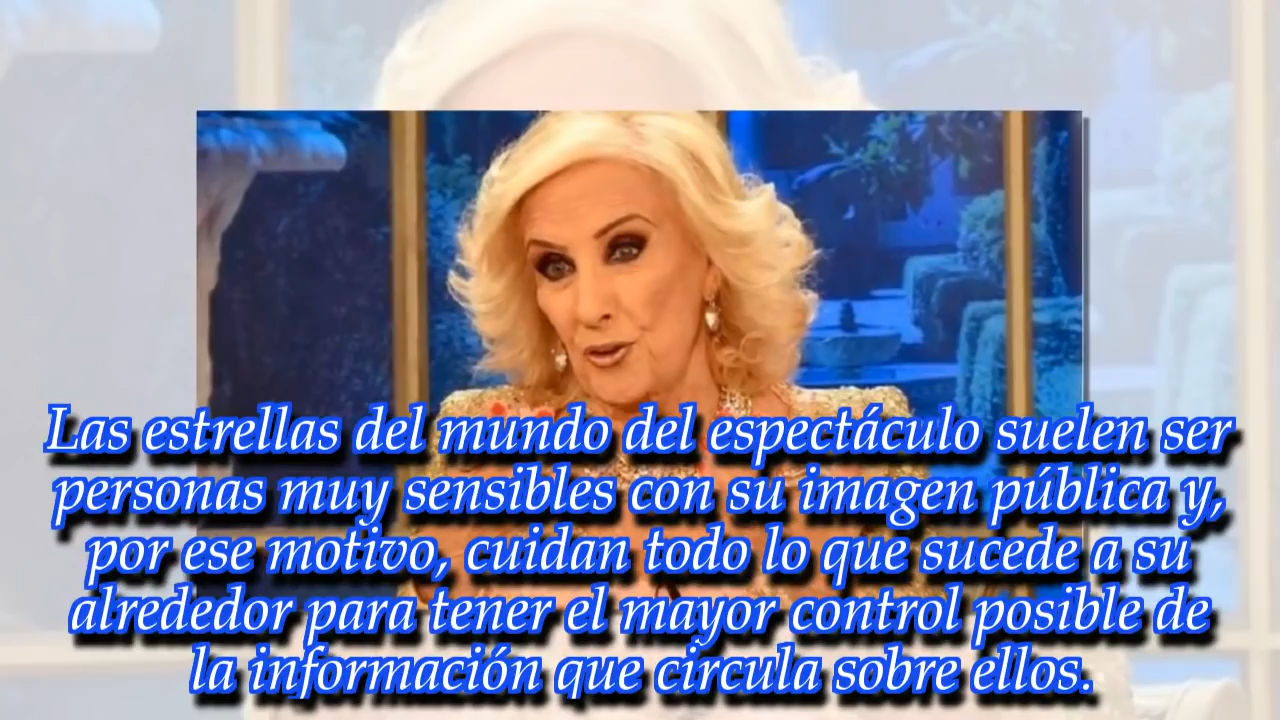 Las estrellas del mundo del espectáculo suelen ser
personas muy sensibles con su imagen pública y,
por ese motivo, cuidan todo lo que sucede a su
alrededor para tener el mayor control posible de
la información que circula sobre ellos.